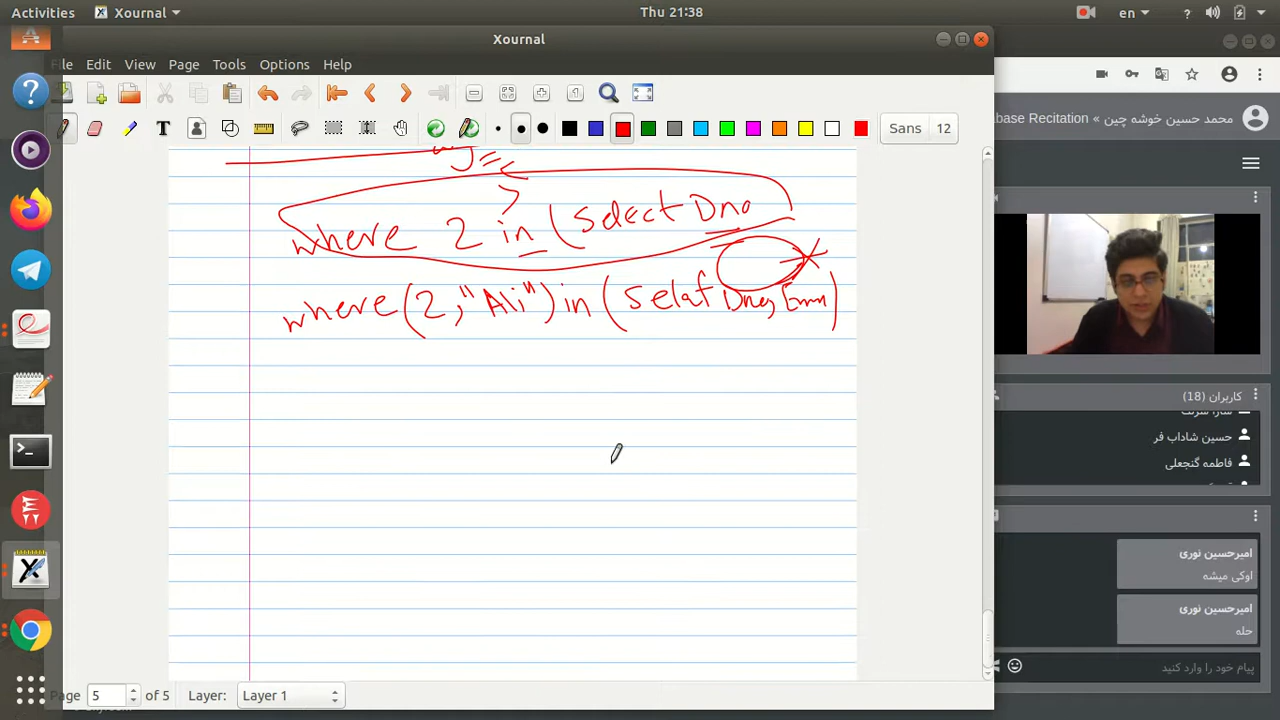 Activities
Xournal
Thu 21:38
en
Xournal
File Edit View Page Tools Options Help
Sans 12
where 2 in (select Dno
where (2, "Ali") in (
Page 5 of 5 Layer: Layer 1
محمد حسین خوشه چین » Database Recitation
کاربران (18)
حسین شاداب فر
فاطمه گنجعلی
امیرحسین نوری
اوکی میشه
امیرحسین نوری
حله
پیام خود را وارد کنید